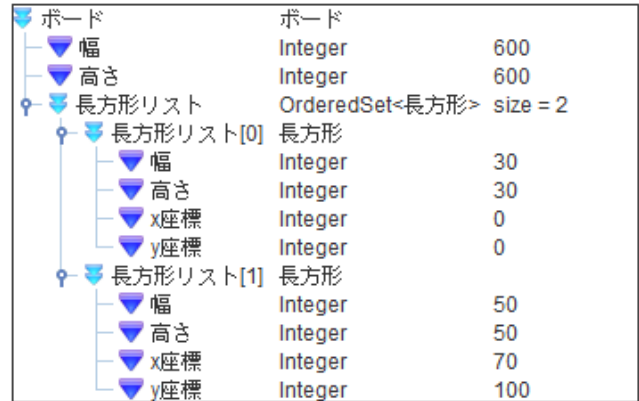 ボード ボード
幅 Integer 600
高さ Integer 600
長方形リスト OrderedSet<長方形> size = 2
長方形リスト[0] 長方形
幅 Integer 30
高さ Integer 30
x座標 Integer 0
y座標 Integer 0
長方形リスト[1] 長方形
幅 Integer 50
高さ Integer 50
x座標 Integer 70
y座標 Integer 100